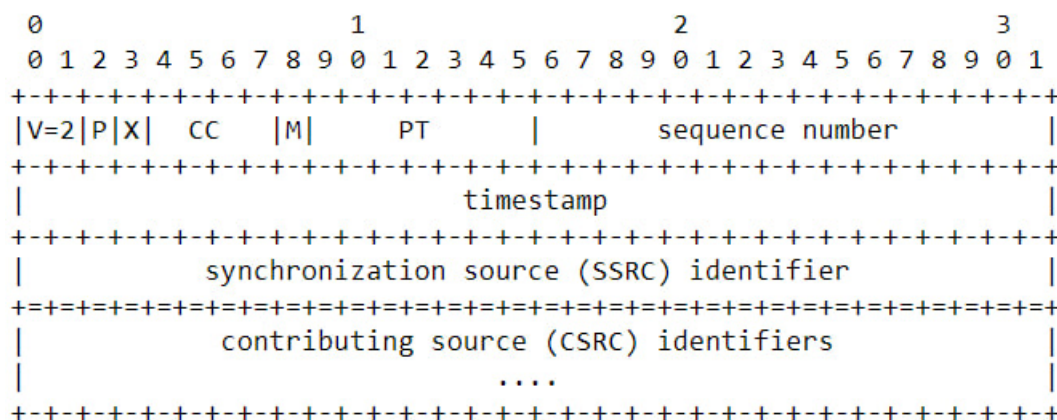 0                   1                   2                   3
 0 1 2 3 4 5 6 7 8 9 0 1 2 3 4 5 6 7 8 9 0 1 2 3 4 5 6 7 8 9 0 1
+-+-+-+-+-+-+-+-+-+-+-+-+-+-+-+-+-+-+-+-+-+-+-+-+-+-+-+-+-+-+-+-+
|V=2|P|X|  CC   |M|     PT      |       sequence number         |
+-+-+-+-+-+-+-+-+-+-+-+-+-+-+-+-+-+-+-+-+-+-+-+-+-+-+-+-+-+-+-+-+
|                           timestamp                           |
+-+-+-+-+-+-+-+-+-+-+-+-+-+-+-+-+-+-+-+-+-+-+-+-+-+-+-+-+-+-+-+-+
|           synchronization source (SSRC) identifier            |
+=+=+=+=+=+=+=+=+=+=+=+=+=+=+=+=+=+=+=+=+=+=+=+=+=+=+=+=+=+=+=+=+
|            contributing source (CSRC) identifiers             |
|                             ....                              |
+-+-+-+-+-+-+-+-+-+-+-+-+-+-+-+-+-+-+-+-+-+-+-+-+-+-+-+-+-+-+-+-+